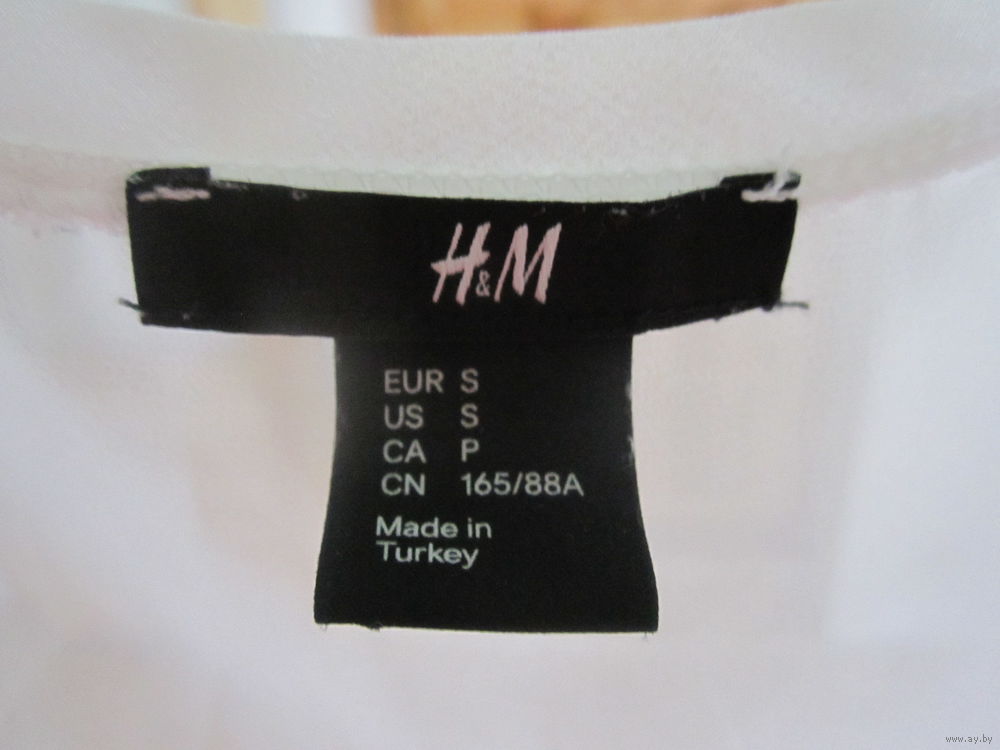 H&M
EUR S
US S
CA P
CN 165/88A
Made in
Turkey
www.ay.by